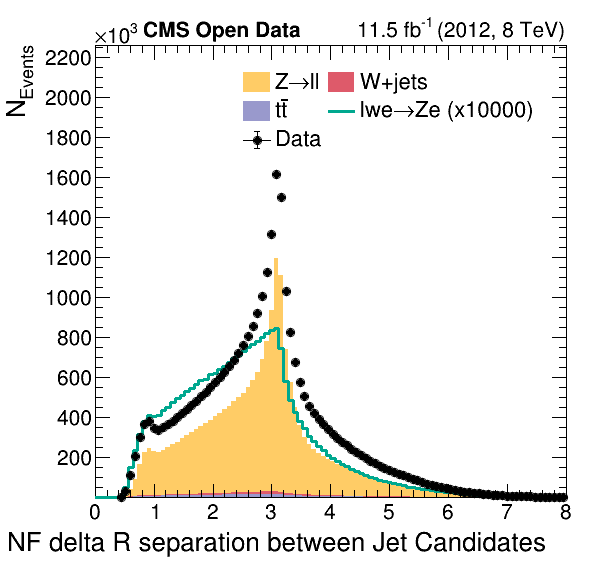 ×10³ CMS Open Data 11.5 fb⁻¹ (2012, 8 TeV)
N_Events
2200
2000
1800
1600
1400
1200
1000
800
600
400
200
Z→ll W+jets
tt̄ lwe→Ze (x10000)
Data
0 1 2 3 4 5 6 7 8
NF delta R separation between Jet Candidates